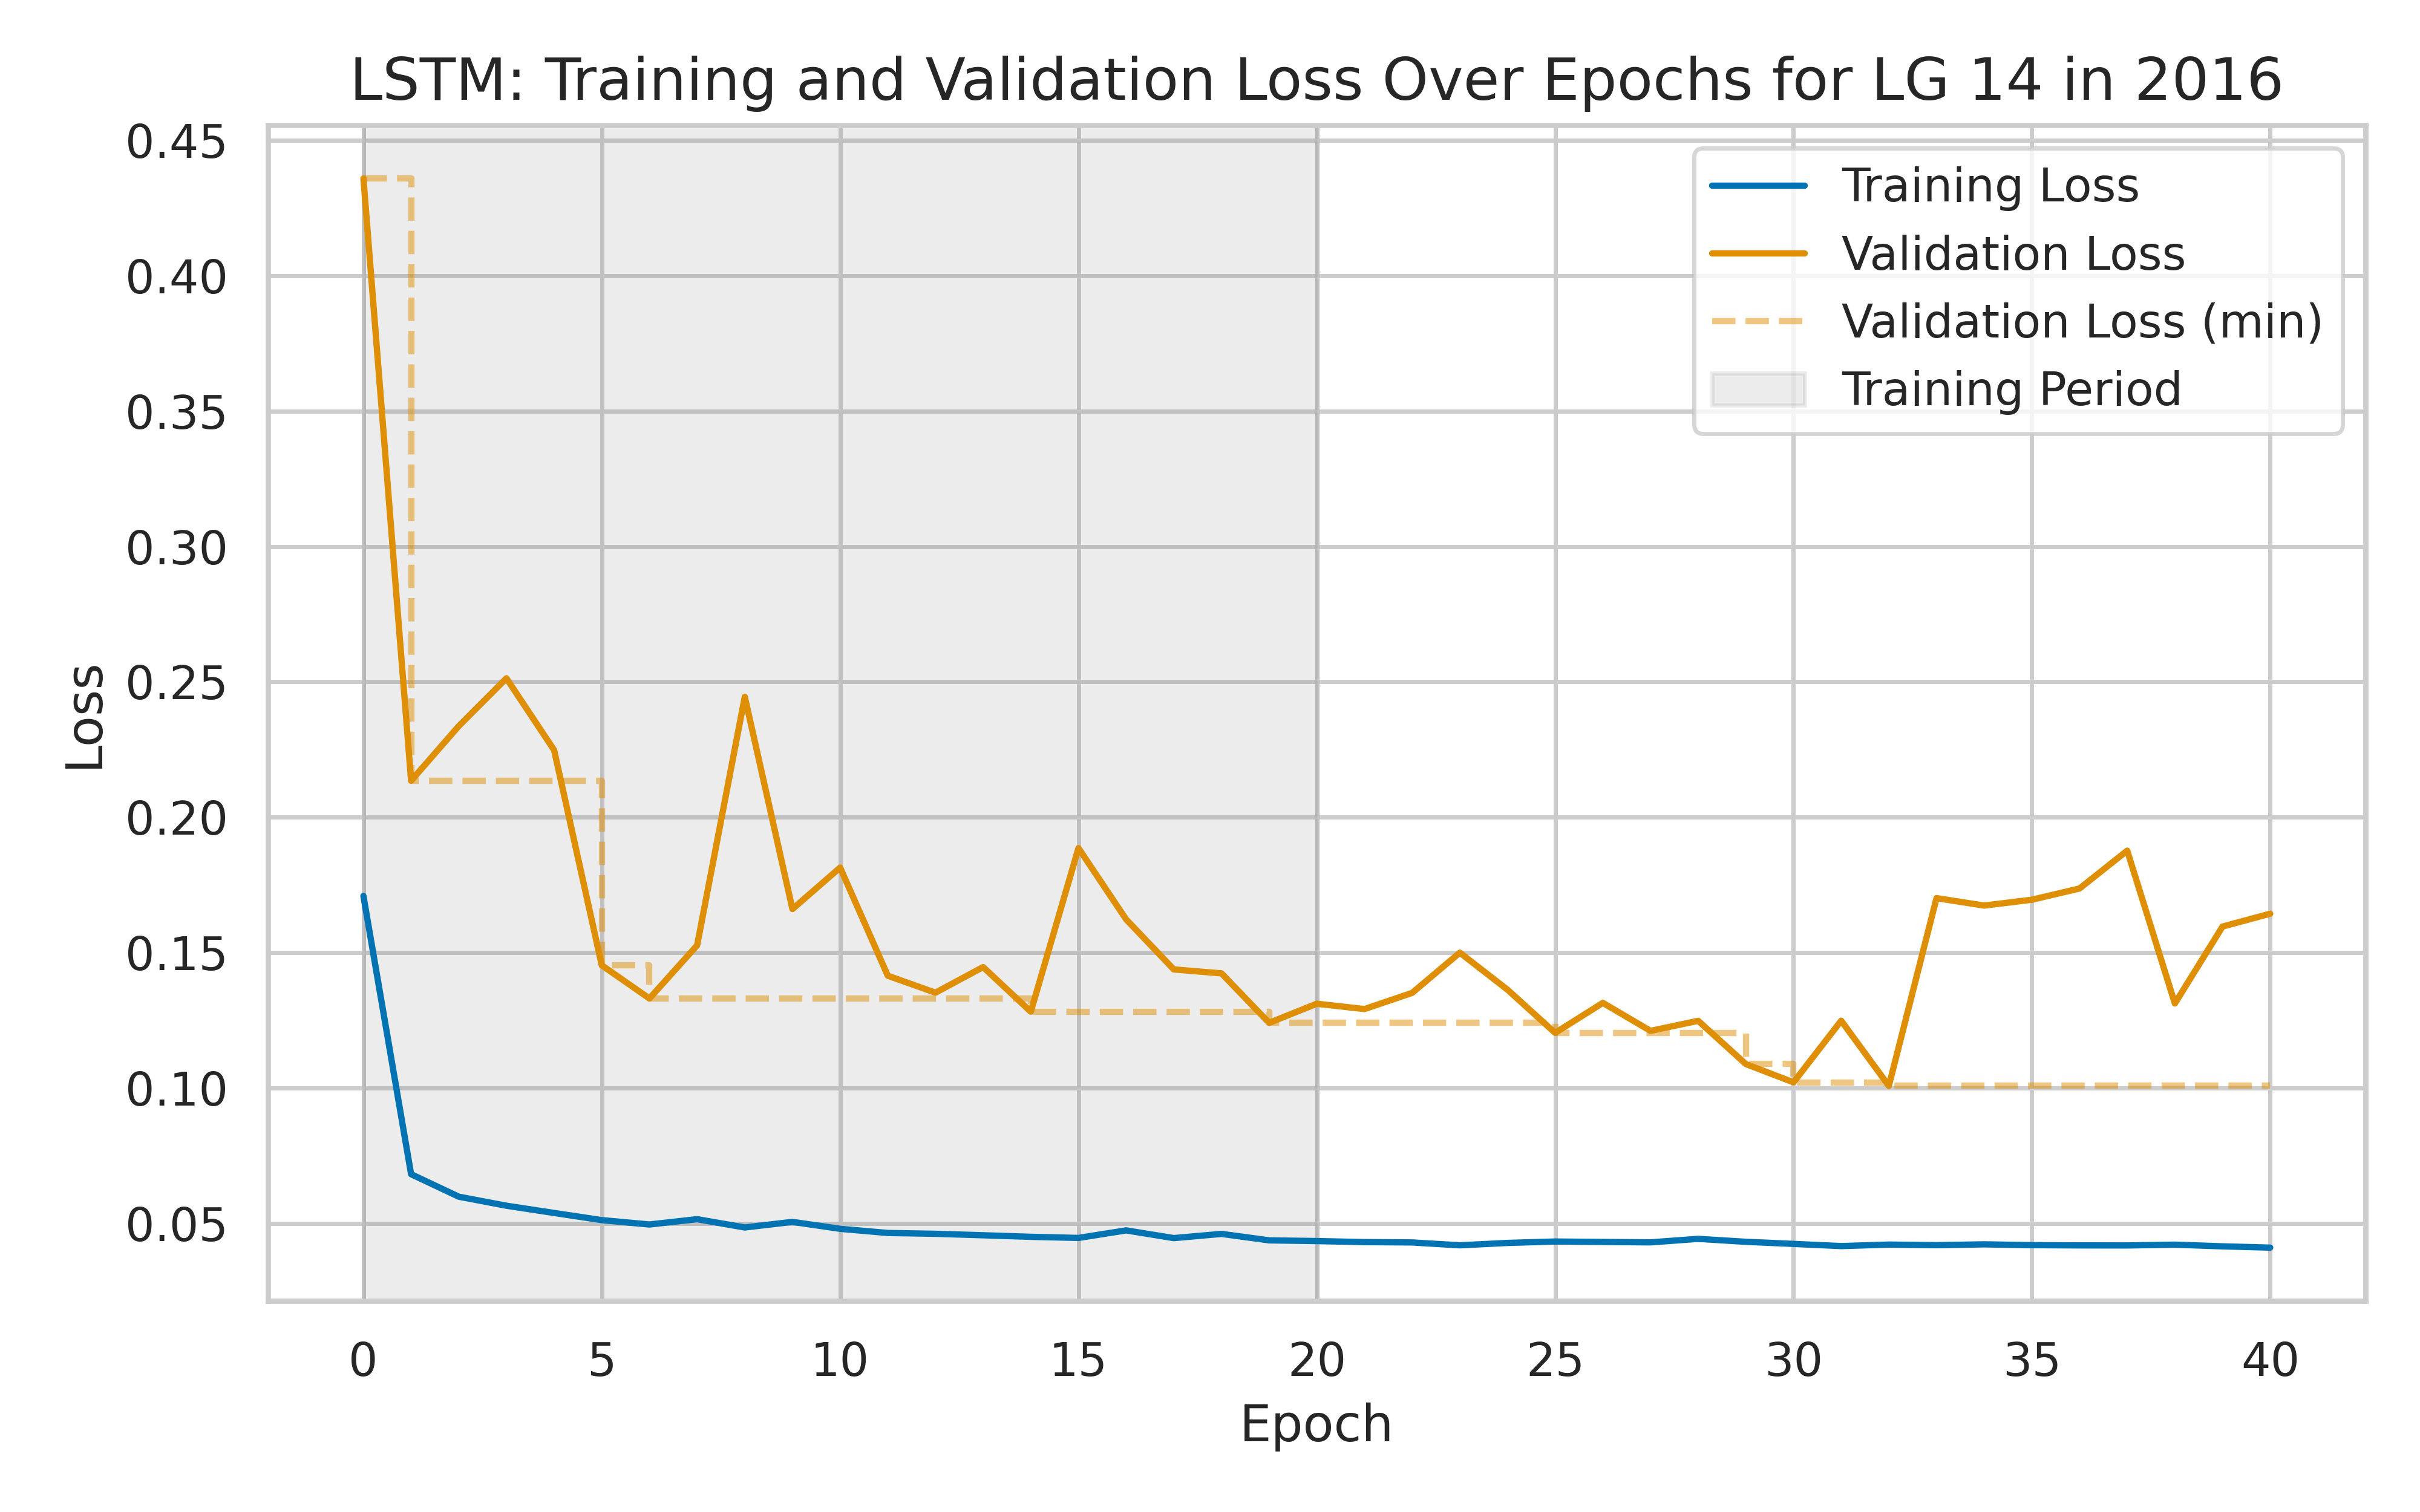 LSTM: Training and Validation Loss Over Epochs for LG 14 in 2016
Training Loss
Validation Loss
Validation Loss (min)
Training Period
Loss
0.45
0.40
0.35
0.30
0.25
0.20
0.15
0.10
0.05
0 5 10 15 20 25 30 35 40
Epoch